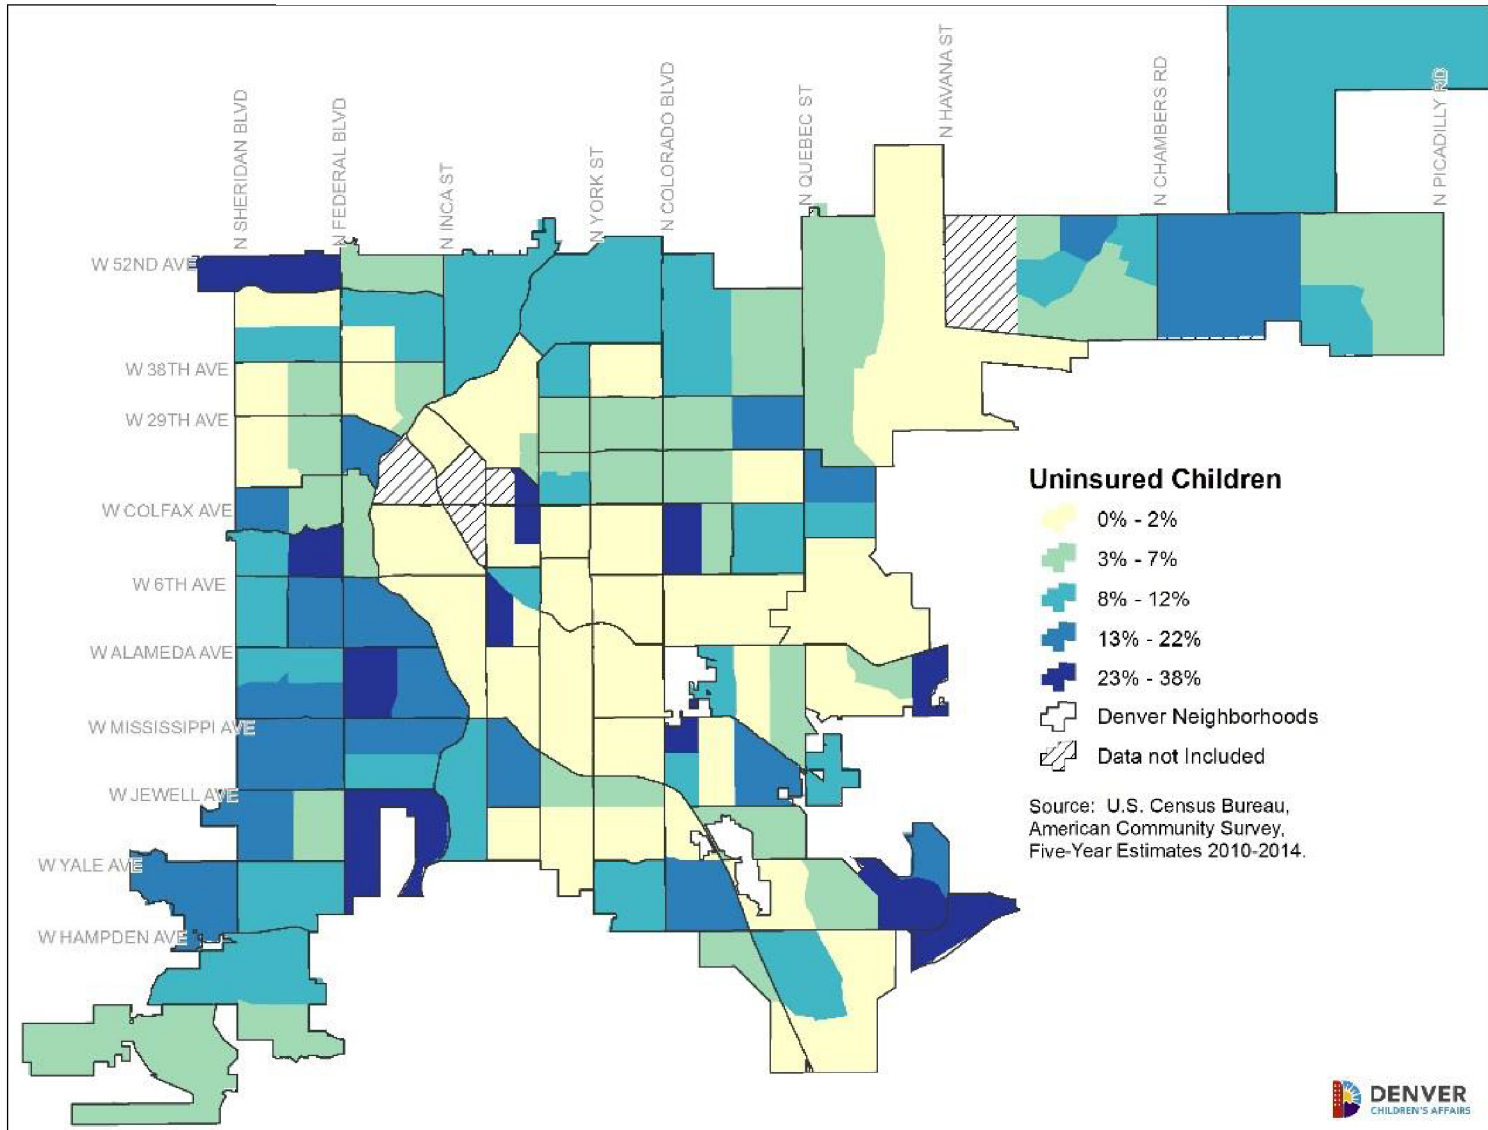 N SHERIDAN BLVD
N FEDERAL BLVD
N INCA ST
N YORK ST
N COLORADO BLVD
N QUEBEC ST
N HAVANA ST
N CHAMBERS RD
N PICADILLY RD
W 52ND AVE
W 38TH AVE
W 29TH AVE
W COLFAX AVE
W 6TH AVE
W ALAMEDA AVE
W MISSISSIPPI AVE
W JEWELL AVE
W YALE AVE
W HAMPDEN AVE
Uninsured Children
0% - 2%
3% - 7%
8% - 12%
13% - 22%
23% - 38%
Denver Neighborhoods
Data not Included
Source: U.S. Census Bureau,
American Community Survey,
Five-Year Estimates 2010-2014.
DENVER
CHILDREN'S AFFAIRS